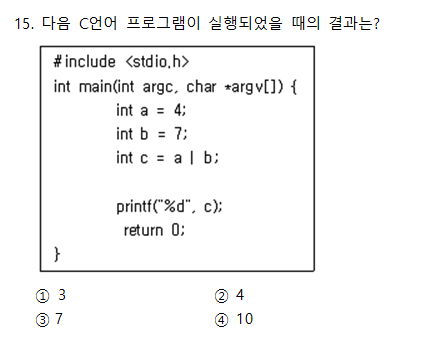 15. 다음 C언어 프로그램이 실행되었을 때의 결과는?
#include <stdio.h>
int main(int argc, char *argv[]) {
int a = 4;
int b = 7;
int c = a | b;
printf("%d", c);
return 0;
}
① 3 ② 4
③ 7 ④ 10